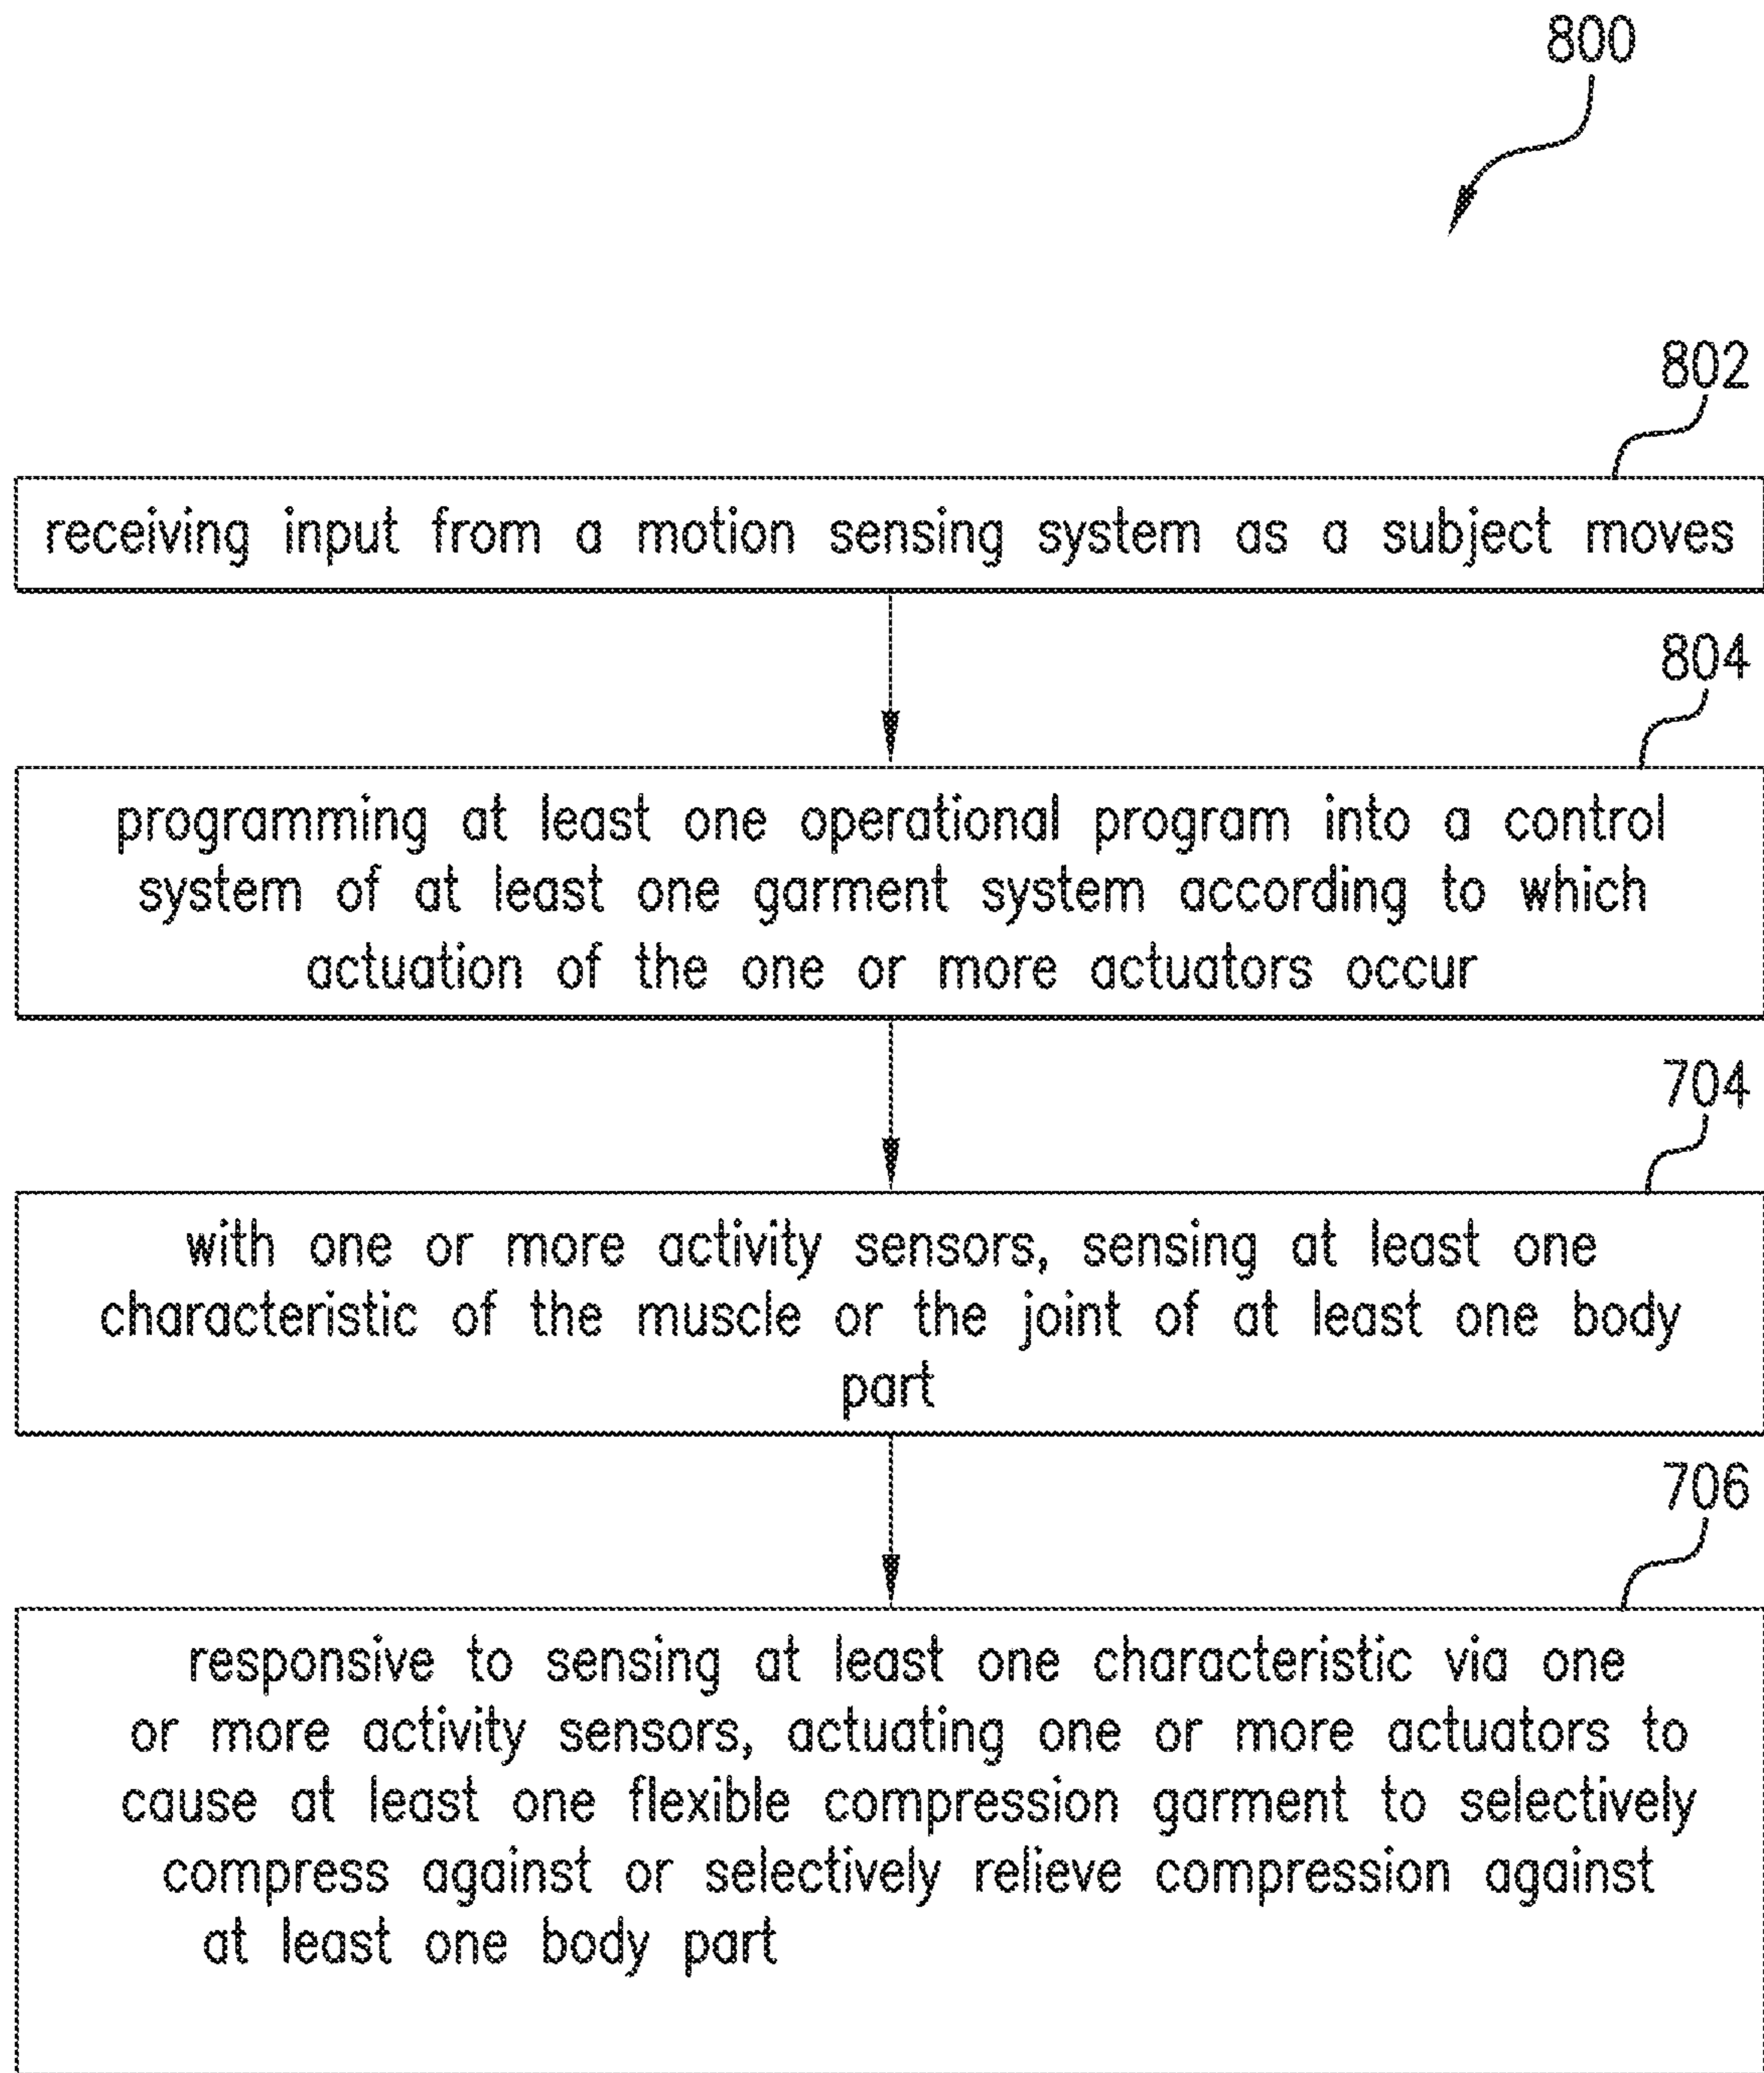 800
802
receiving input from a motion sensing system as a subject moves
804
programming at least one operational program into a control
system of at least one garment system according to which
actuation of the one or more actuators occur
704
with one or more activity sensors, sensing at least one
characteristic of the muscle or the joint of at least one body
part
706
responsive to sensing at least one characteristic via one
or more activity sensors, actuating one or more actuators to
cause at least one flexible compression garment to selectively
compress against or selectively relieve compression against
at least one body part